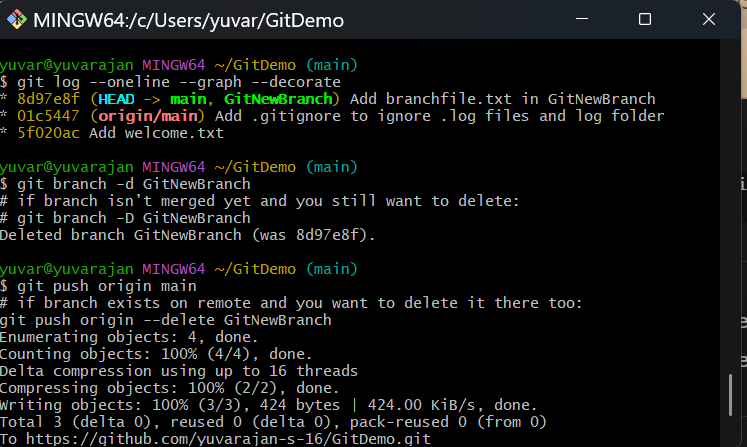 MINGW64:/c/Users/yuvar/GitDemo
yuvar@yuvarajan MINGW64 ~/GitDemo (main)
$ git log --oneline --graph --decorate
* 8d97e8f (HEAD -> main, GitNewBranch) Add branchfile.txt in GitNewBranch
* 01c5447 (origin/main) Add .gitignore to ignore .log files and log folder
* 5f020ac Add welcome.txt
yuvar@yuvarajan MINGW64 ~/GitDemo (main)
$ git branch -d GitNewBranch
# if branch isn’t merged yet and you still want to delete:
# git branch -D GitNewBranch
Deleted branch GitNewBranch (was 8d97e8f).
yuvar@yuvarajan MINGW64 ~/GitDemo (main)
$ git push origin main
# if branch exists on remote and you want to delete it there too:
git push origin --delete GitNewBranch
Enumerating objects: 4, done.
Counting objects: 100% (4/4), done.
Delta compression using up to 16 threads
Compressing objects: 100% (2/2), done.
Writing objects: 100% (3/3), 424 bytes | 424.00 KiB/s, done.
Total 3 (delta 0), reused 0 (delta 0), pack-reused 0 (from 0)
To https://github.com/yuvarajan-s-16/GitDemo.git